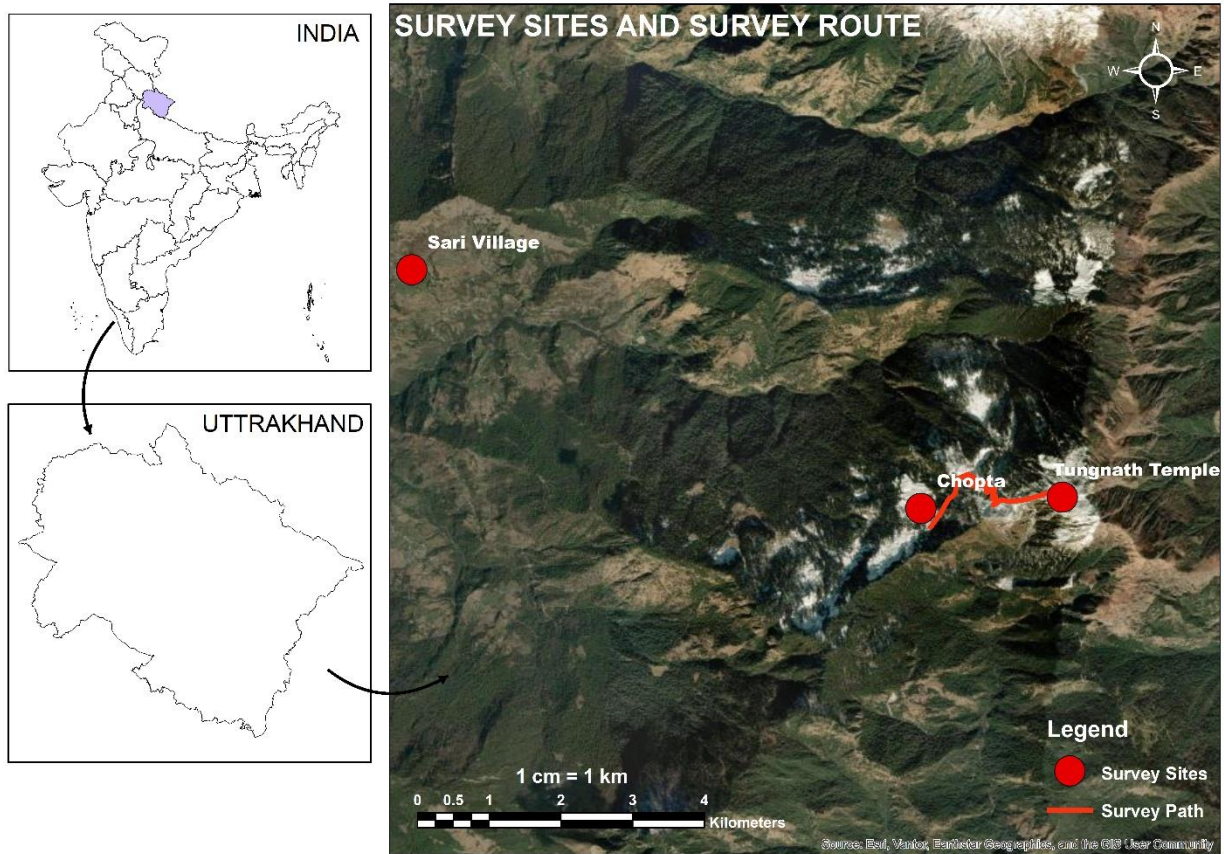 INDIA
UTTRAKHAND
SURVEY SITES AND SURVEY ROUTE
N
W E
S
Sari Village
Chopta
Tungnath Temple
Legend
Survey Sites
Survey Path
1 cm = 1 km
0 0.5 1 2 3 4
Kilometers
Source: Esri, Vantor, Earthstar Geographics, and the GIS User Community